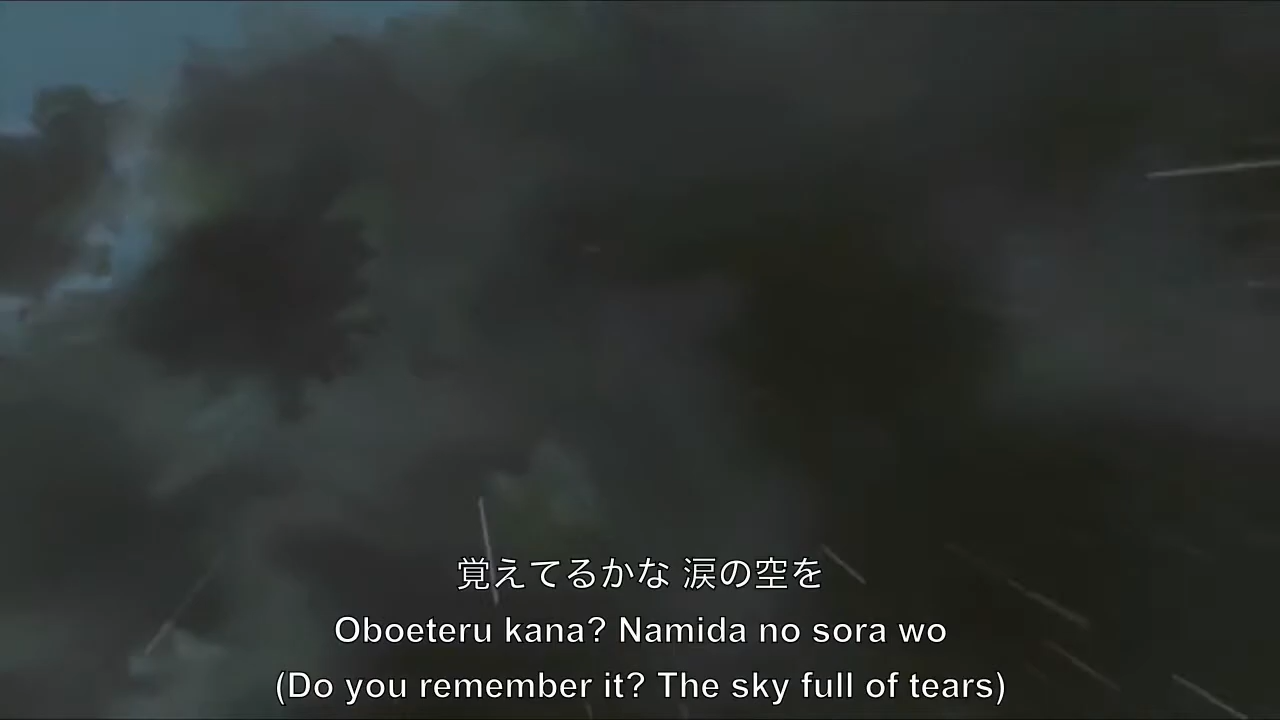 覚えてるかな 涙の空を
Oboeteru kana? Namida no sora wo
(Do you remember it? The sky full of tears)